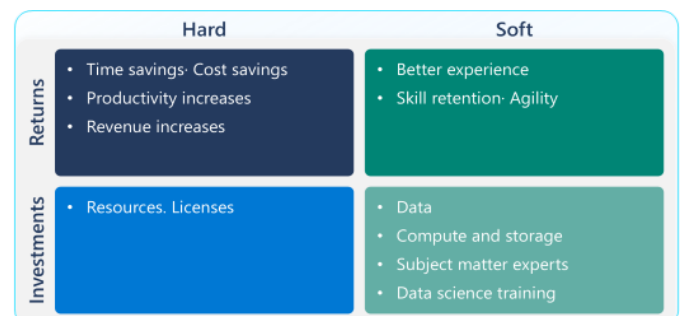 Hard
Soft
Returns
• Time savings· Cost savings
• Productivity increases
• Revenue increases
• Better experience
• Skill retention· Agility
Investments
• Resources. Licenses
• Data
• Compute and storage
• Subject matter experts
• Data science training